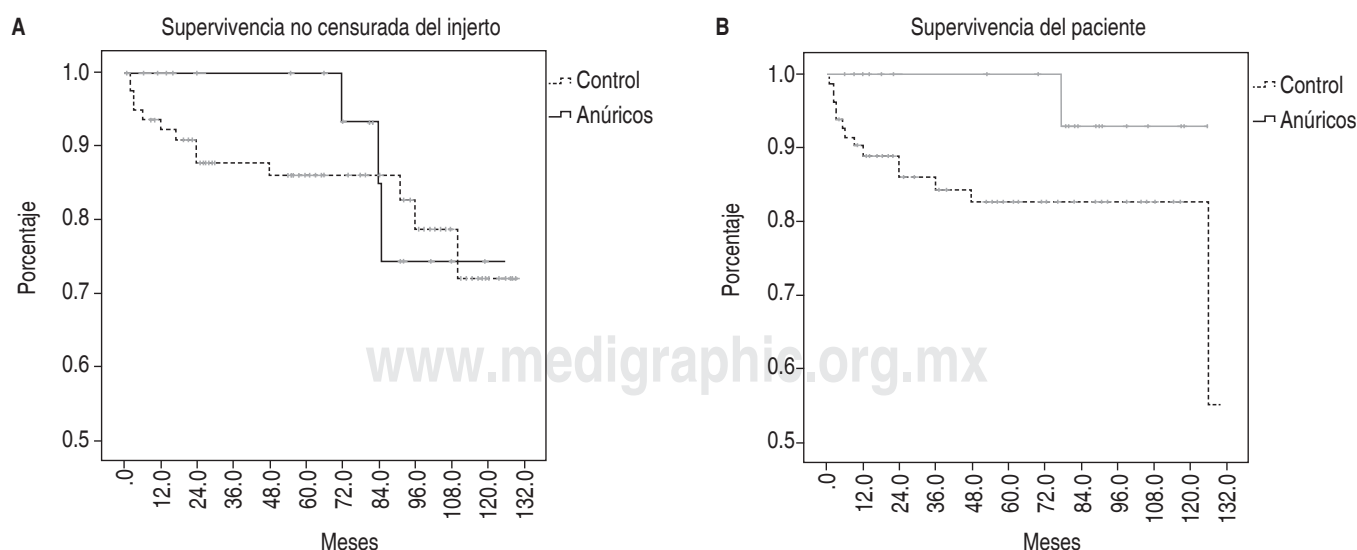 A
Supervivencia no censurada del injerto
1.0
0.9
0.8
0.7
0.6
0.5
Porcentaje
.0
12.0
24.0
36.0
48.0
60.0
72.0
84.0
96.0
108.0
120.0
132.0
Meses
Control
Anúricos
B
Supervivencia del paciente
1.0
0.9
0.8
0.7
0.6
0.5
Porcentaje
.0
12.0
24.0
36.0
48.0
60.0
72.0
84.0
96.0
108.0
120.0
132.0
Meses
Control
Anúricos
www.medigraphic.org.mx